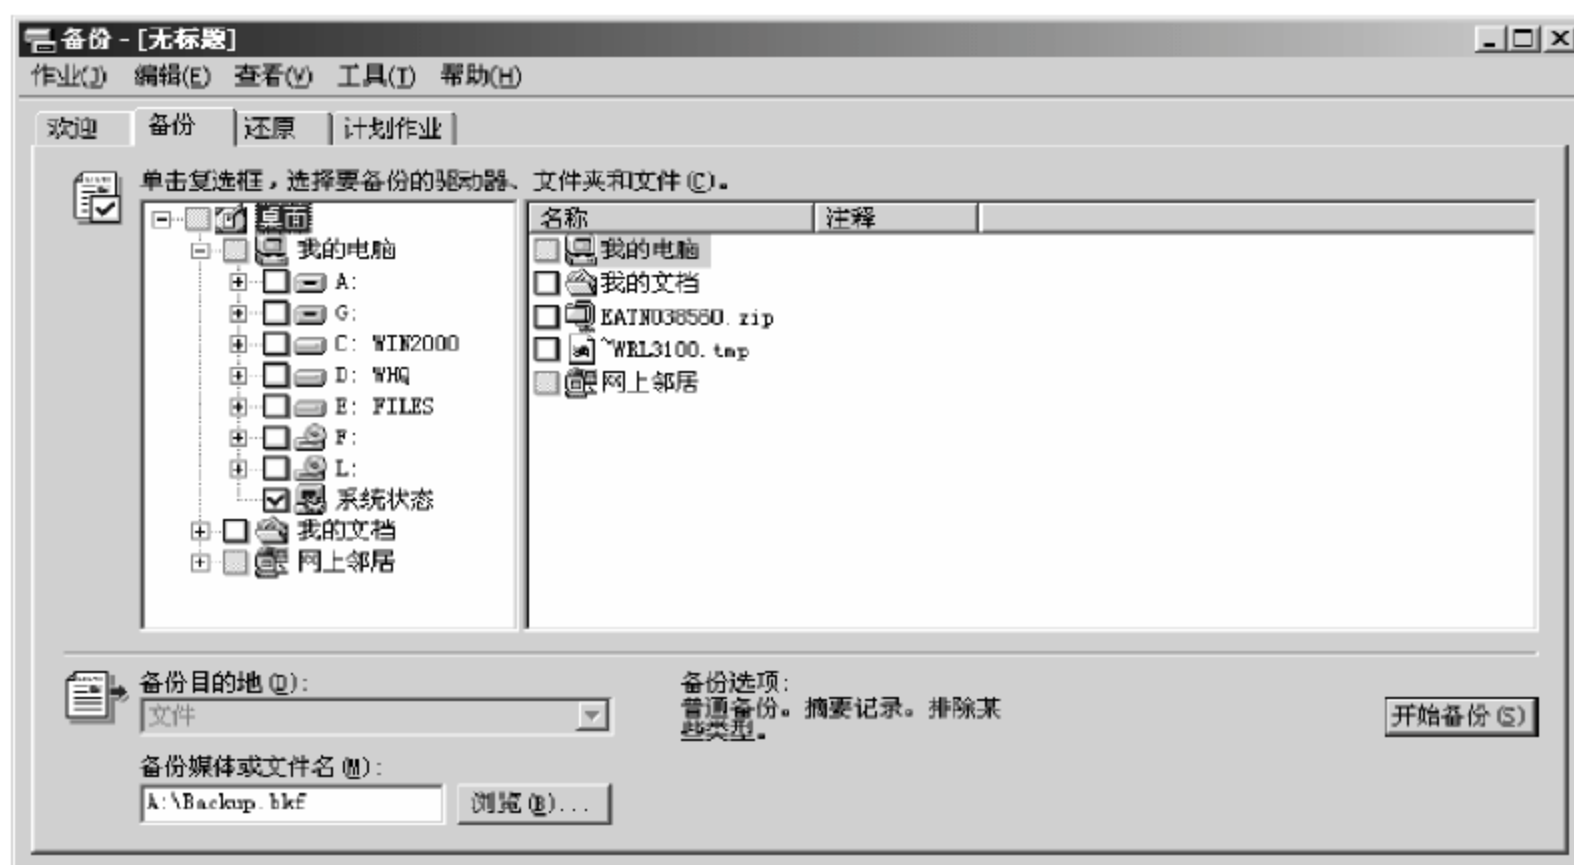 备份 - [无标题]
作业(J) 编辑(E) 查看(V) 工具(T) 帮助(H)
欢迎 备份 还原 计划作业
单击复选框，选择要备份的驱动器、文件夹和文件(C)。
桌面
我的电脑
A:
G:
C: WIN2000
D: WHQ
E: FILES
F:
L:
系统状态
我的文档
网上邻居
名称 注释
我的电脑
我的文档
EATN038560.zip
~WRL3100.tmp
网上邻居
备份目的地(D):
文件
备份媒体或文件名(M):
A:\Backup.bkf
浏览(B)...
备份选项:
普通备份。摘要记录。排除某
些类型。
开始备份(S)